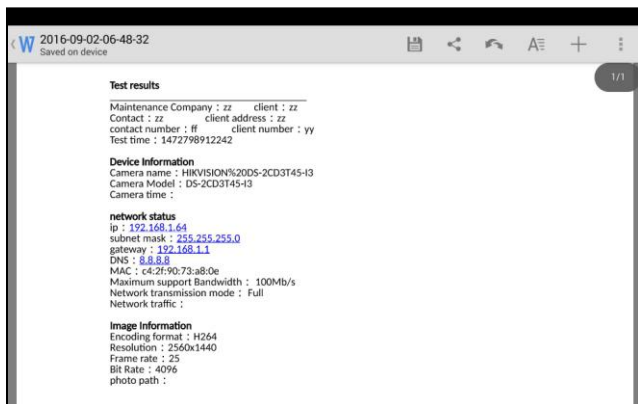 W 2016-09-02-06-48-32
Saved on device
1/1
Test results
Maintenance Company：zz client：zz
Contact：zz client address：zz
contact number：ff client number：yy
Test time：1472798912242
Device Information
Camera name：HIKVISION%20DS-2CD3T45-I3
Camera Model：DS-2CD3T45-I3
Camera time：
network status
ip：192.168.1.64
subnet mask：255.255.255.0
gateway：192.168.1.1
DNS：8.8.8.8
MAC：c4:2f:90:73:a8:0e
Maximum support Bandwidth：100Mb/s
Network transmission mode：Full
Network traffic：
Image Information
Encoding format：H264
Resolution：2560x1440
Frame rate：25
Bit Rate：4096
photo path：